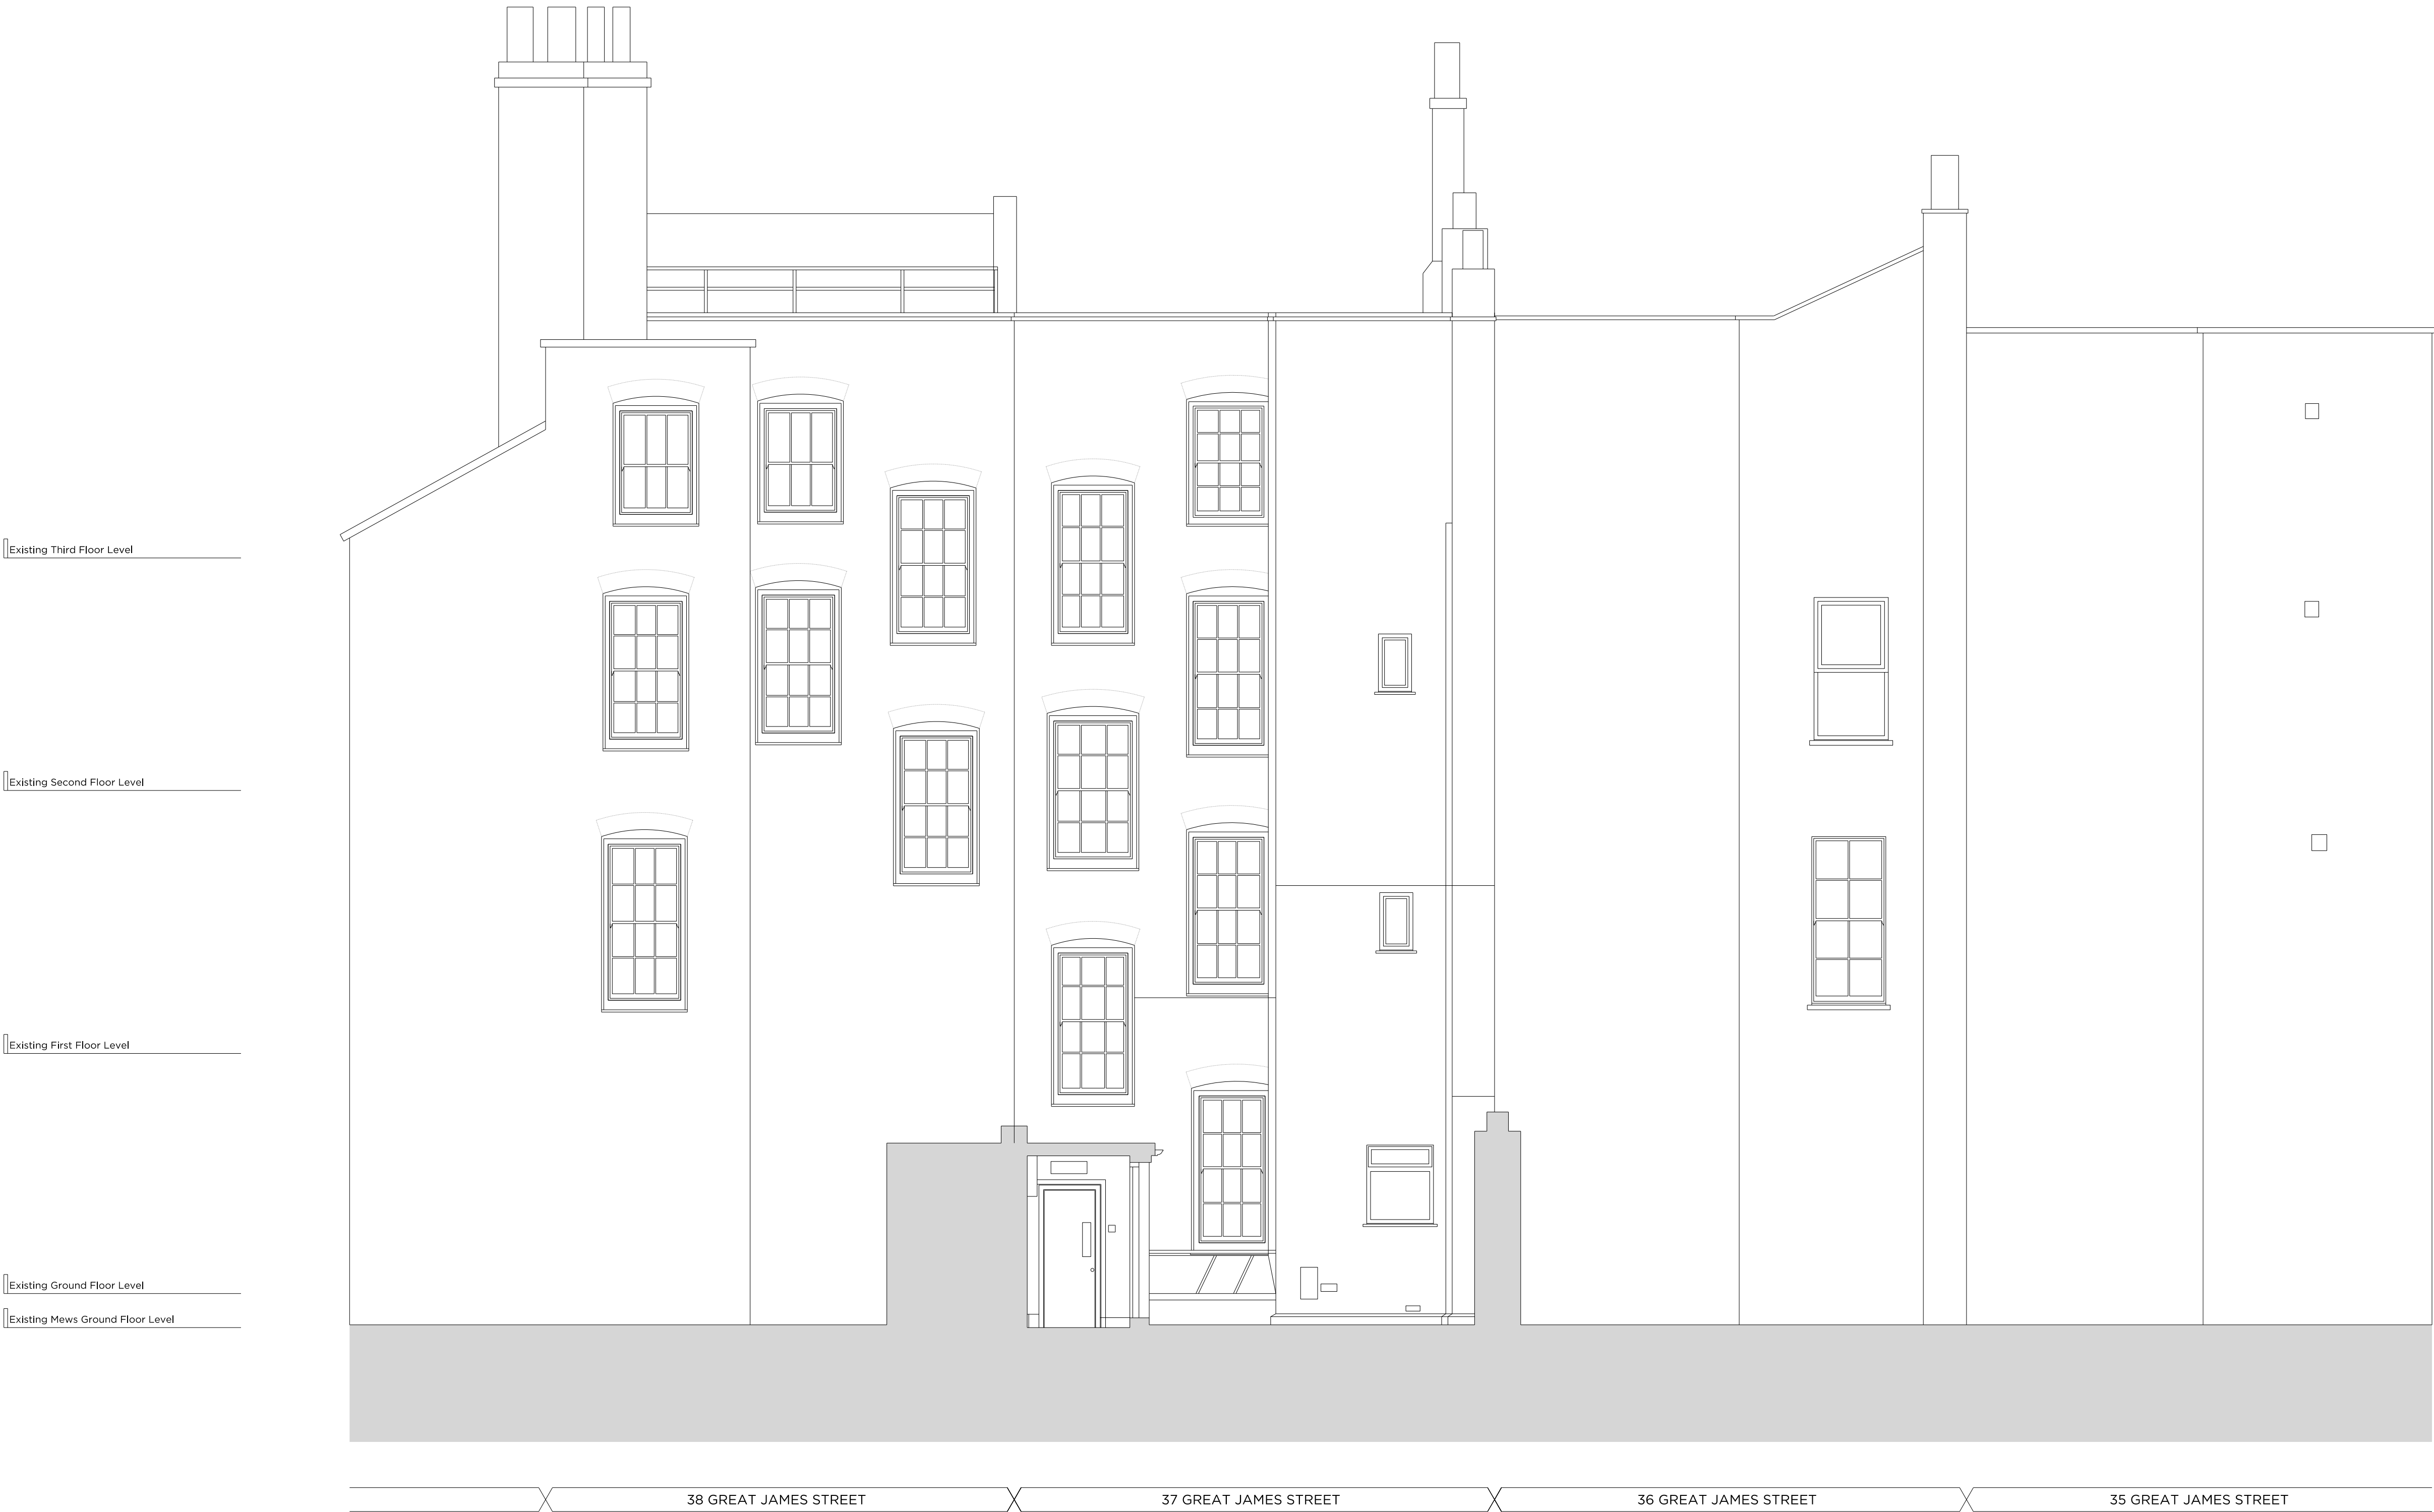 Existing Third Floor Level
Existing Second Floor Level
Existing First Floor Level
Existing Ground Floor Level
Existing Mews Ground Floor Level
38 GREAT JAMES STREET
37 GREAT JAMES STREET
36 GREAT JAMES STREET
35 GREAT JAMES STREET